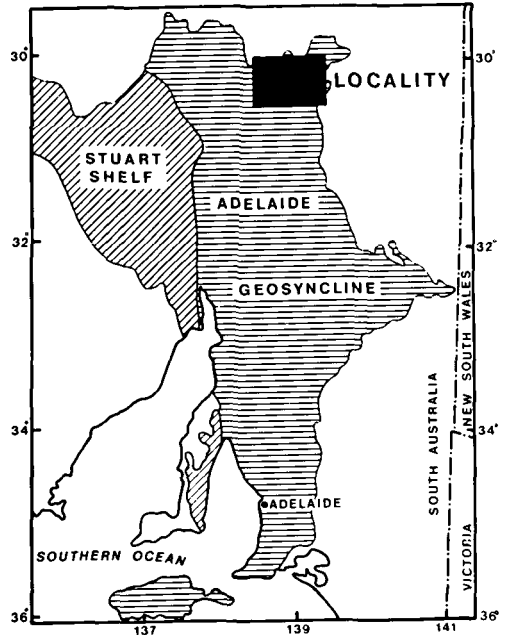 30°
30°
LOCALITY
STUART
SHELF
ADELAIDE
32°
32°
GEOSYNCLINE
NEW SOUTH WALES
34°
34°
SOUTH AUSTRALIA
ADELAIDE
VICTORIA
SOUTHERN OCEAN
36°
36°
137
139
141